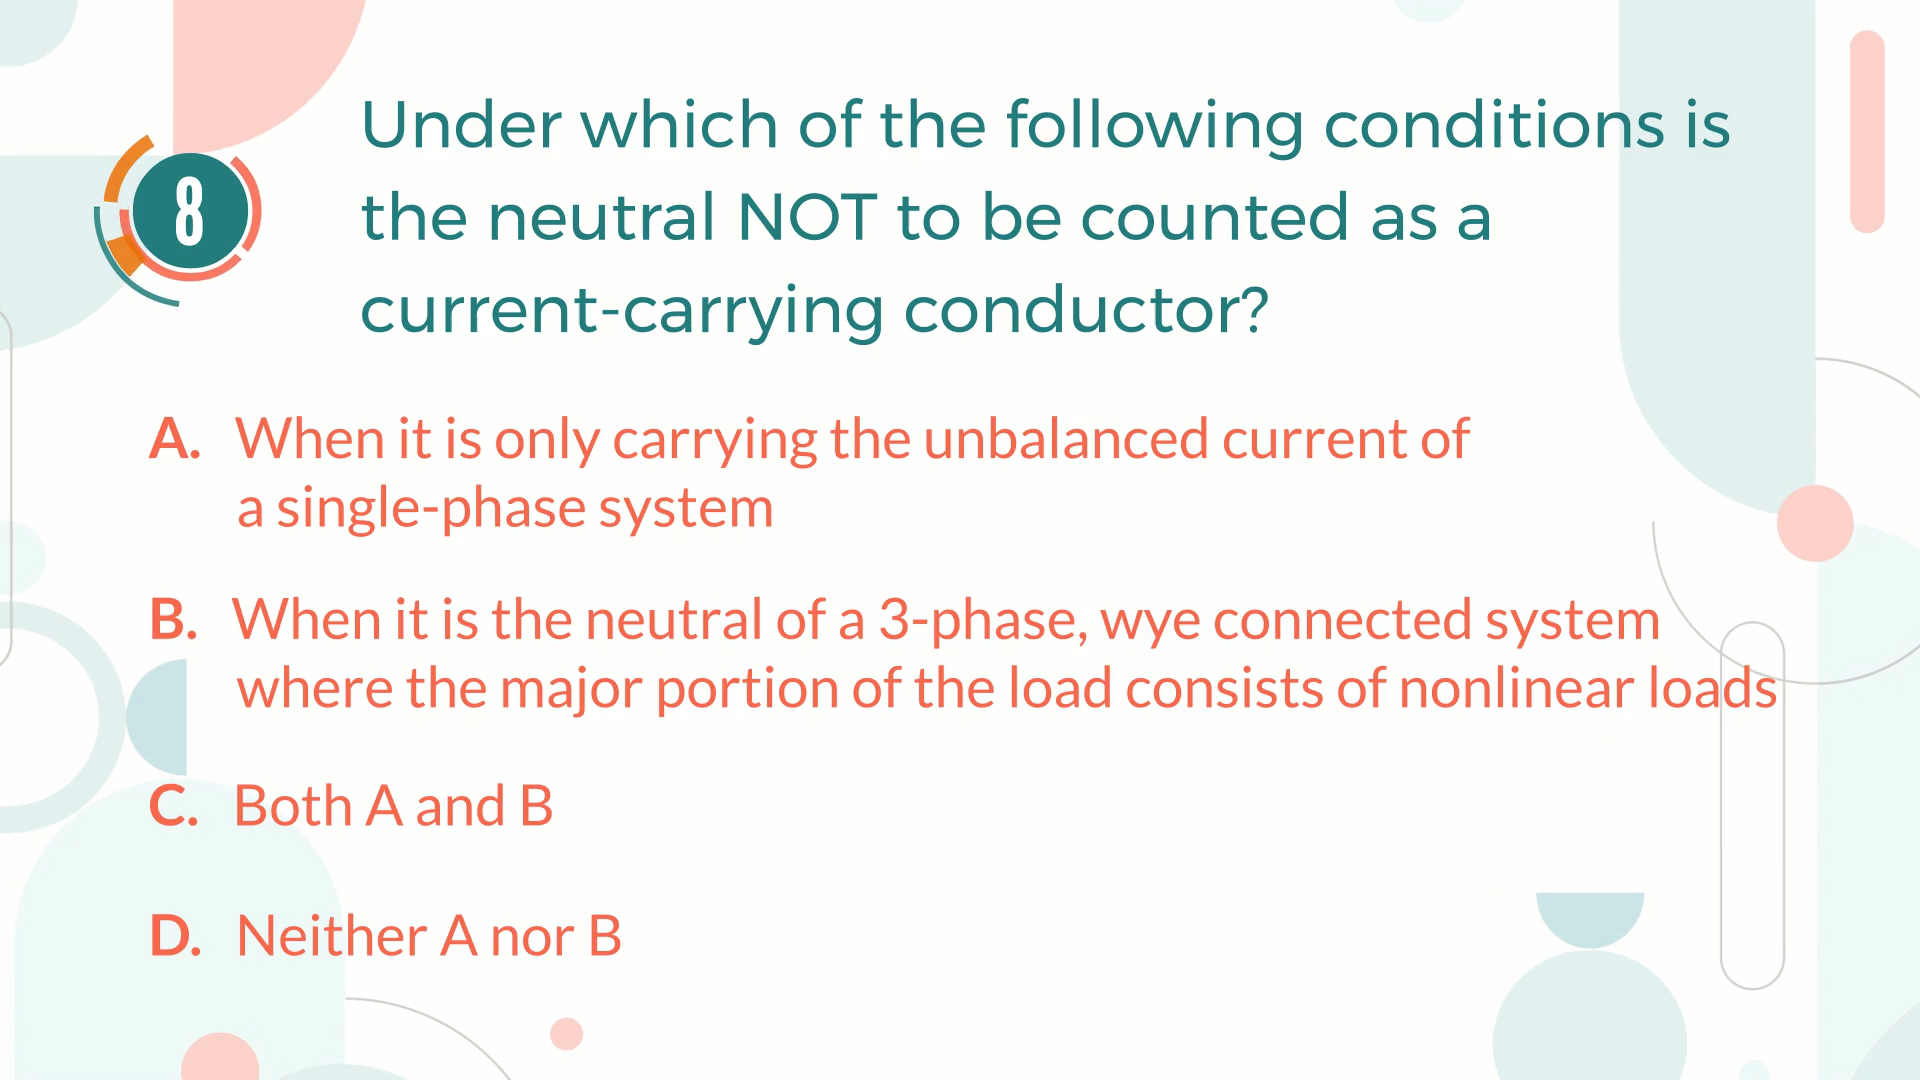 8
Under which of the following conditions is
the neutral NOT to be counted as a
current-carrying conductor?
A. When it is only carrying the unbalanced current of
a single-phase system
B. When it is the neutral of a 3-phase, wye connected system
where the major portion of the load consists of nonlinear loads
C. Both A and B
D. Neither A nor B